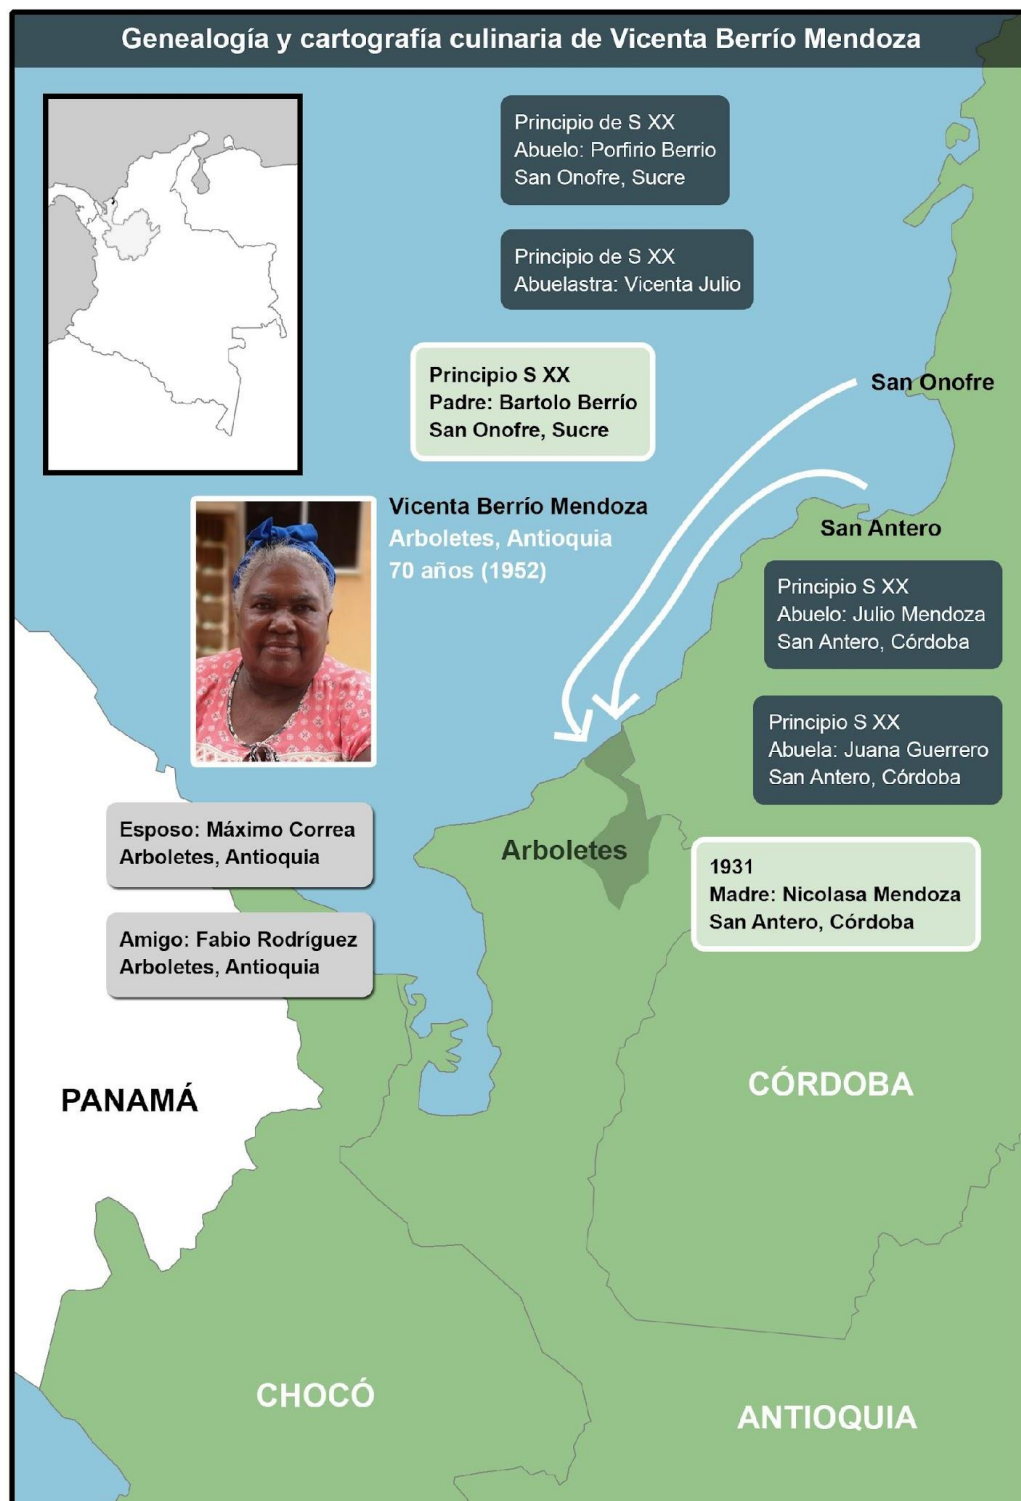 Genealogía y cartografía culinaria de Vicenta Berrío Mendoza
Principio de S XX
Abuelo: Porfirio Berrio
San Onofre, Sucre
Principio de S XX
Abuelastra: Vicenta Julio
Principio S XX
Padre: Bartolo Berrío
San Onofre, Sucre
San Onofre
Vicenta Berrío Mendoza
Arboletes, Antioquia
70 años (1952)
San Antero
Principio S XX
Abuelo: Julio Mendoza
San Antero, Córdoba
Principio S XX
Abuela: Juana Guerrero
San Antero, Córdoba
Esposo: Máximo Correa
Arboletes, Antioquia
Arboletes
1931
Madre: Nicolasa Mendoza
San Antero, Córdoba
Amigo: Fabio Rodríguez
Arboletes, Antioquia
PANAMÁ
CÓRDOBA
CHOCÓ
ANTIOQUIA